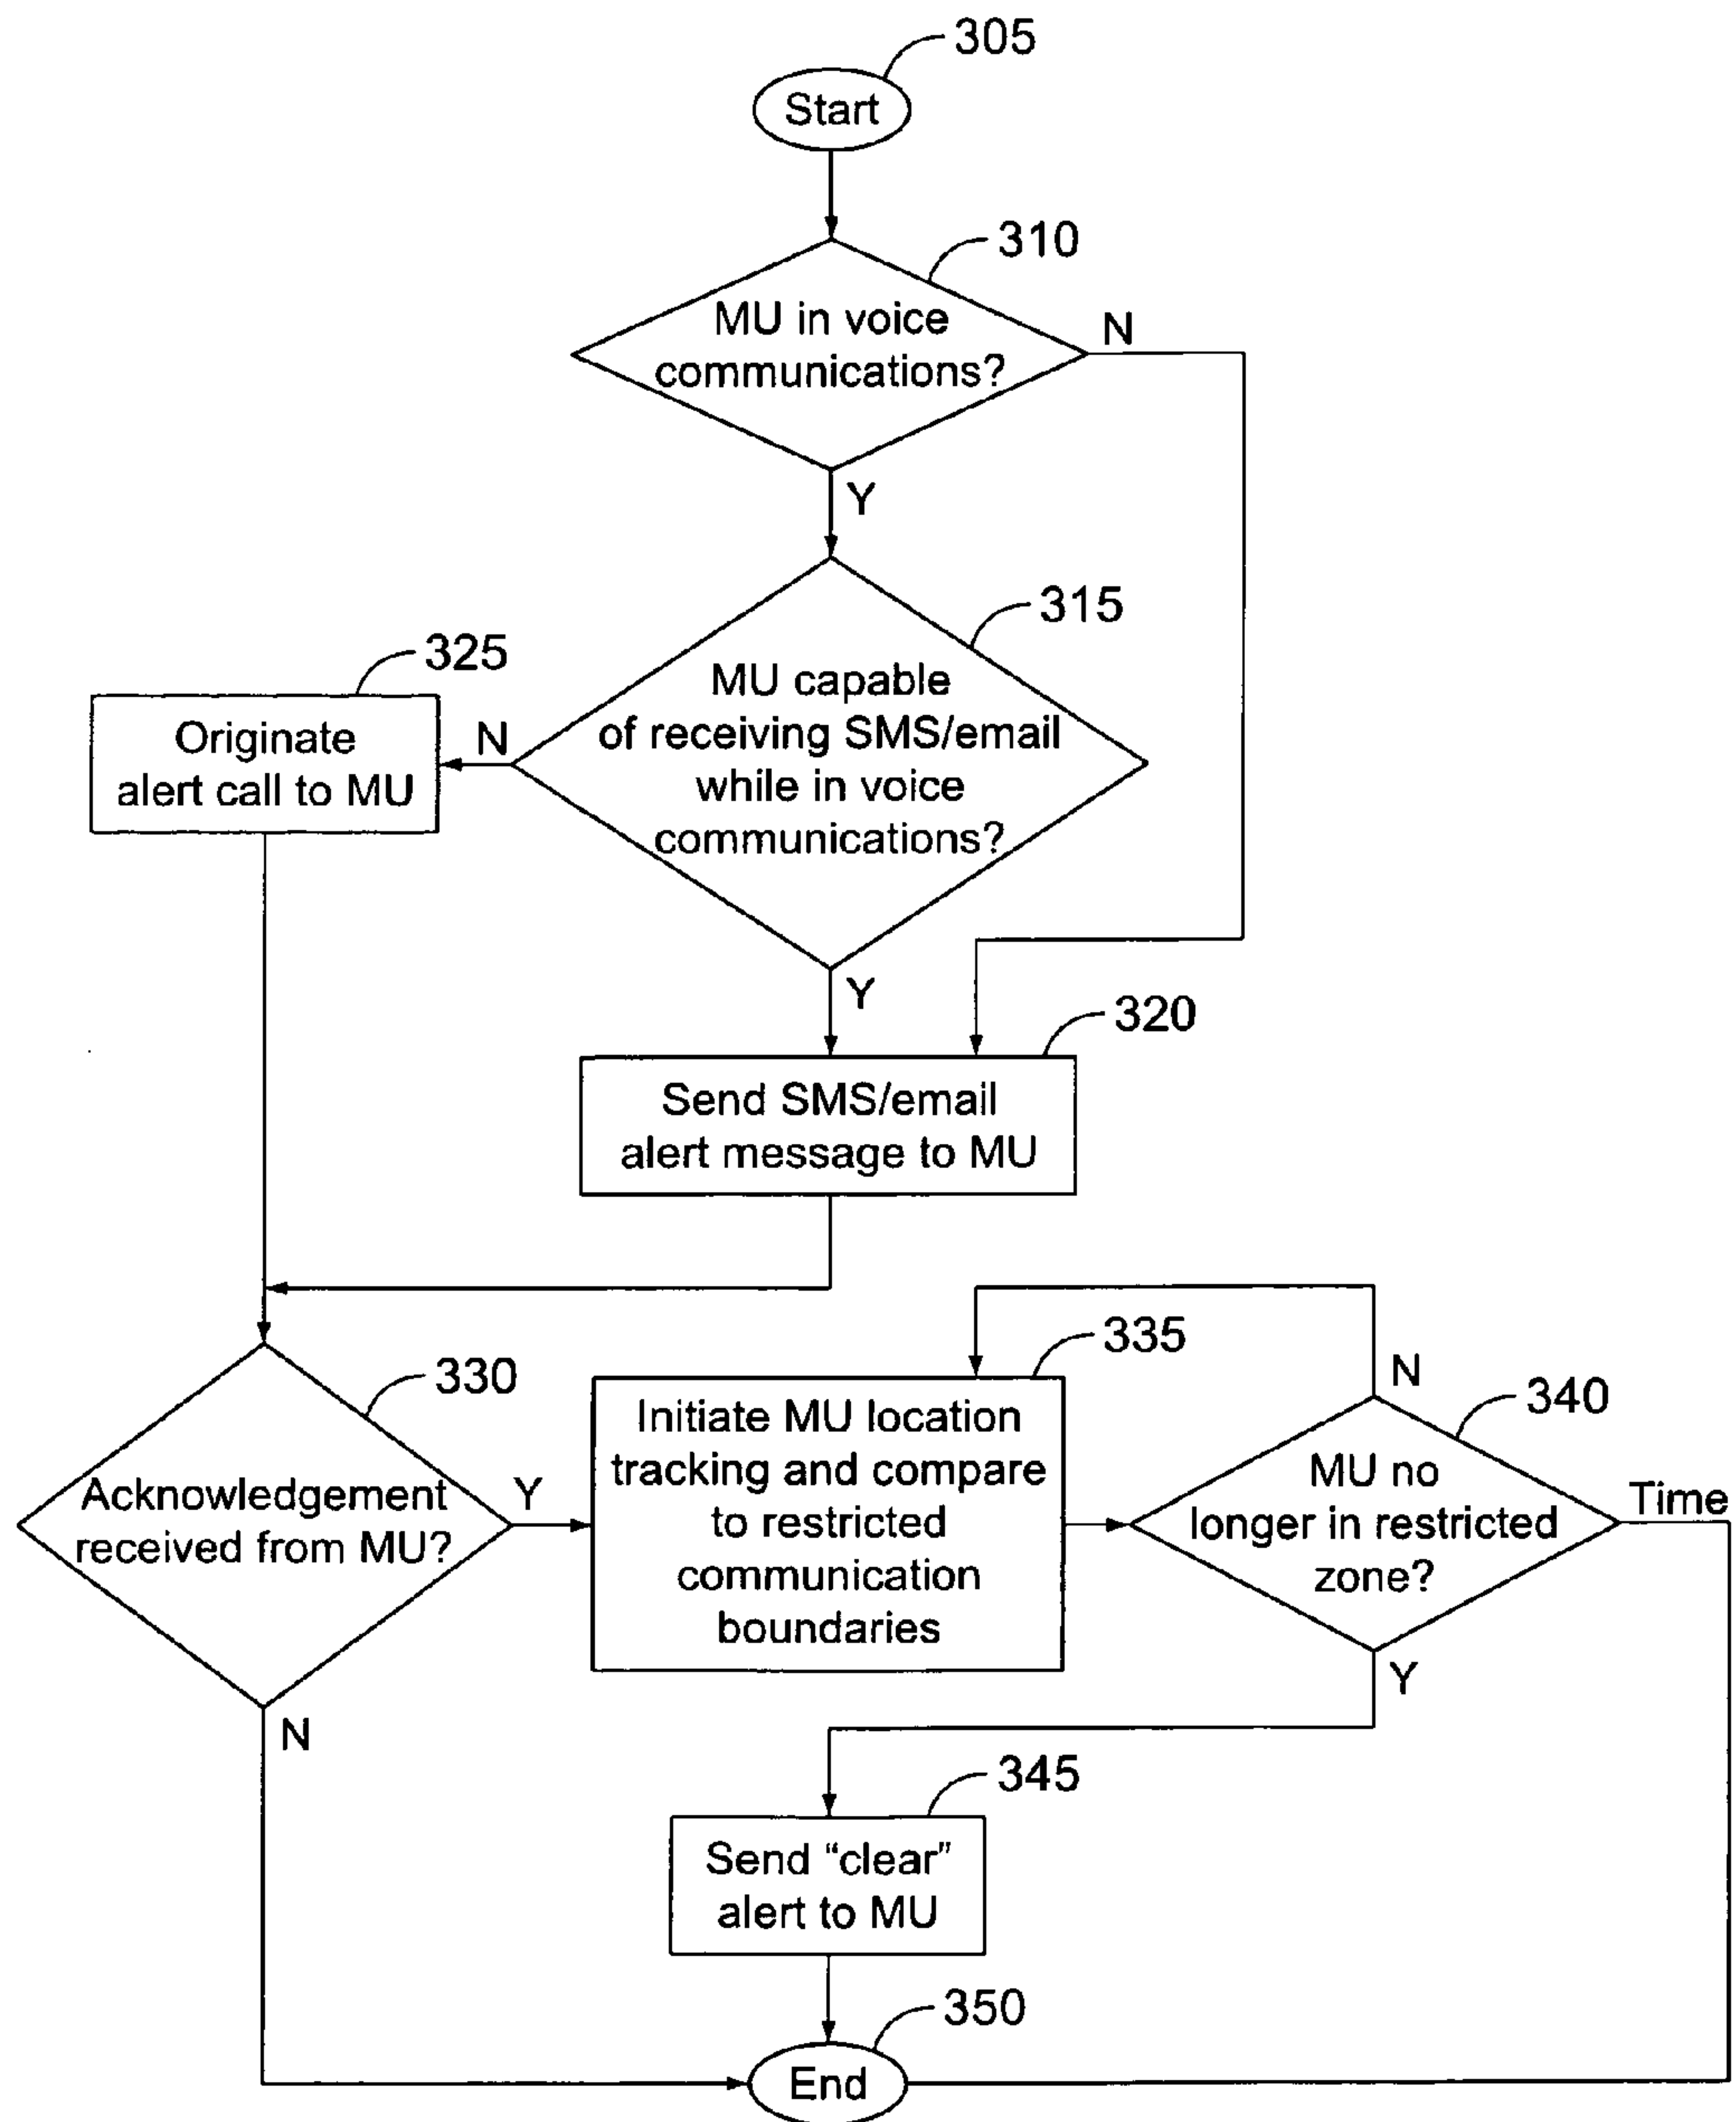 305
Start
310
MU in voice
communications?
N
Y
315
MU capable
of receiving SMS/email
while in voice
communications?
325
Originate
alert call to MU
N
Y
320
Send SMS/email
alert message to MU
330
Acknowledgement
received from MU?
Y
N
335
Initiate MU location
tracking and compare
to restricted
communication
boundaries
N
340
MU no
longer in restricted
zone?
Time
Y
345
Send “clear”
alert to MU
350
End